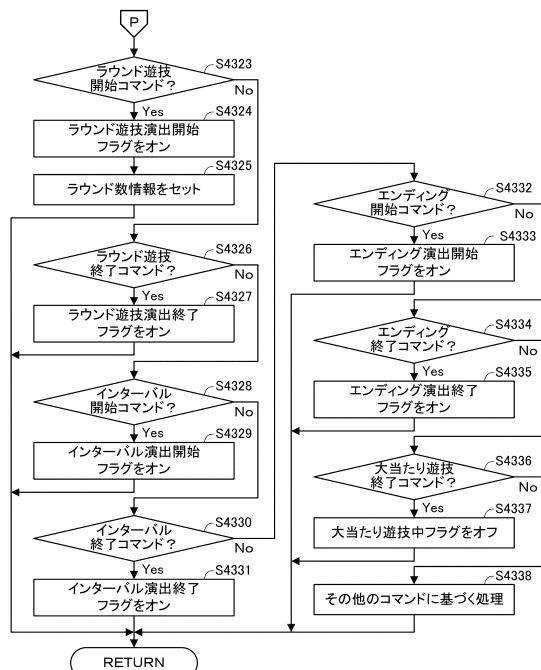 P
ラウンド遊技
開始コマンド？
S4323
No
Yes
S4324
ラウンド遊技演出開始
フラグをオン
S4325
ラウンド数情報をセット
ラウンド遊技
終了コマンド？
S4326
No
Yes
S4327
ラウンド遊技演出終了
フラグをオン
インターバル
開始コマンド？
S4328
No
Yes
S4329
インターバル演出開始
フラグをオン
インターバル
終了コマンド？
S4330
No
Yes
S4331
インターバル演出終了
フラグをオン
RETURN
エンディング
開始コマンド？
S4332
No
Yes
S4333
エンディング演出開始
フラグをオン
エンディング
終了コマンド？
S4334
No
Yes
S4335
エンディング演出終了
フラグをオン
大当たり遊技
終了コマンド？
S4336
No
Yes
S4337
大当たり遊技中フラグをオフ
S4338
その他のコマンドに基づく処理